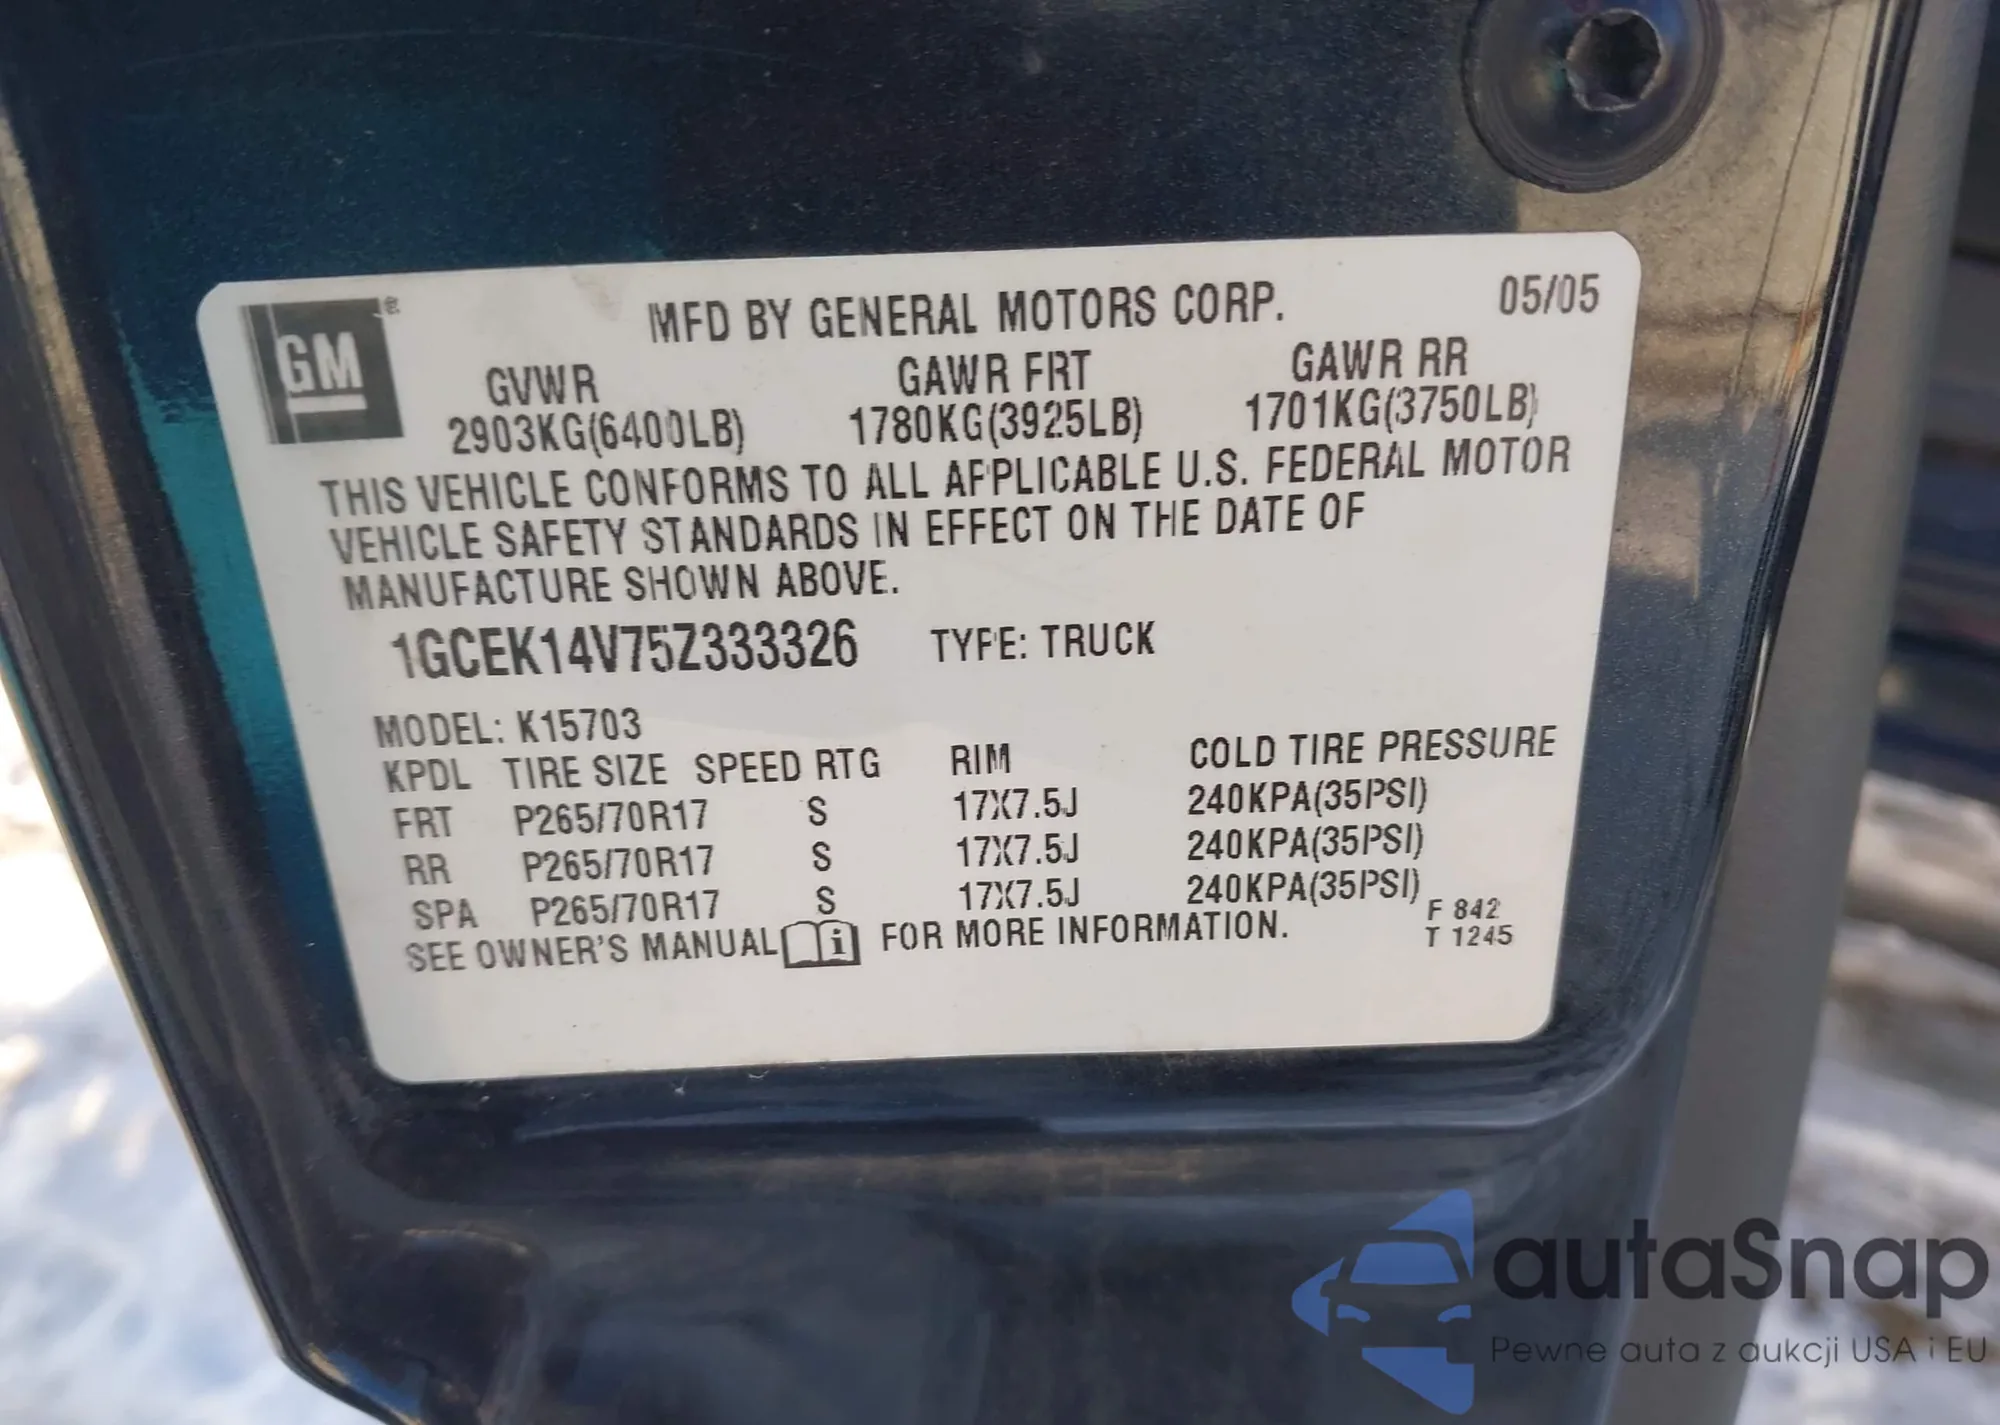 GM®
MFD BY GENERAL MOTORS CORP. 05/05
GVWR GAWR FRT GAWR RR
2903KG(6400LB) 1780KG(3925LB) 1701KG(3750LB)
THIS VEHICLE CONFORMS TO ALL APPLICABLE U.S. FEDERAL MOTOR
VEHICLE SAFETY STANDARDS IN EFFECT ON THE DATE OF
MANUFACTURE SHOWN ABOVE.
1GCEK14V75Z333326 TYPE: TRUCK
MODEL: K15703
KPDL TIRE SIZE SPEED RTG RIM COLD TIRE PRESSURE
FRT P265/70R17 S 17X7.5J 240KPA(35PSI)
RR P265/70R17 S 17X7.5J 240KPA(35PSI)
SPA P265/70R17 S 17X7.5J 240KPA(35PSI)
SEE OWNER'S MANUAL i FOR MORE INFORMATION.
F 842
T 1245
autaSnap
Pewne auta z aukcji USA i EU